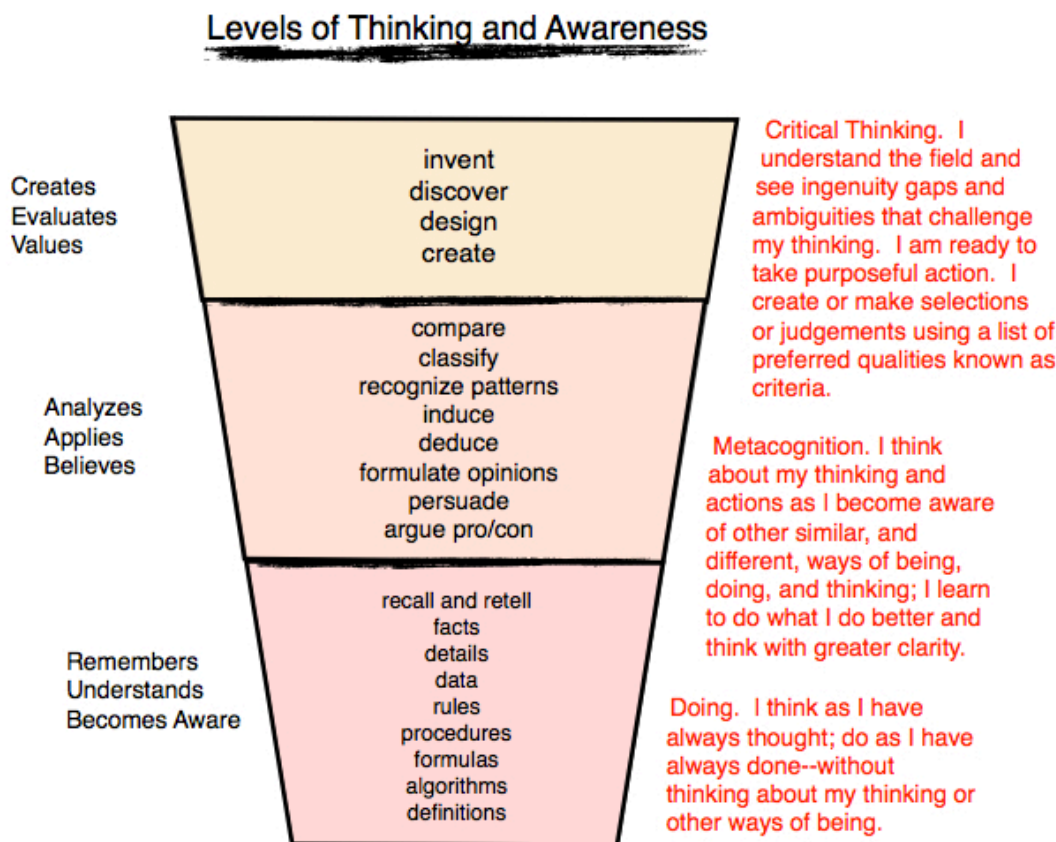 Levels of Thinking and Awareness
Creates
Evaluates
Values
invent
discover
design
create
Critical Thinking. I
understand the field and
see ingenuity gaps and
ambiguities that challenge
my thinking. I am ready to
take purposeful action. I
create or make selections
or judgements using a list of
preferred qualities known as
criteria.
Analyzes
Applies
Believes
compare
classify
recognize patterns
induce
deduce
formulate opinions
persuade
argue pro/con
Metacognition. I think
about my thinking and
actions as I become aware
of other similar, and
different, ways of being,
doing, and thinking; I learn
to do what I do better and
think with greater clarity.
Remembers
Understands
Becomes Aware
recall and retell
facts
details
data
rules
procedures
formulas
algorithms
definitions
Doing. I think as I have
always thought; do as I have
always done--without
thinking about my thinking or
other ways of being.